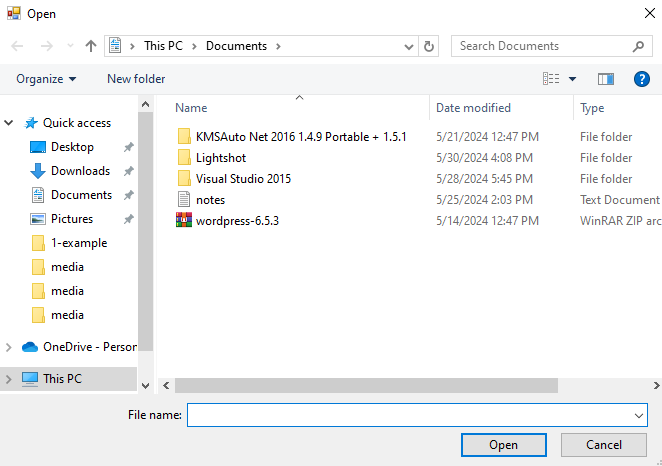 Open
This PC > Documents >
Search Documents
Organize
New folder
?
Name
Date modified
Type
Quick access
Desktop
Downloads
Documents
Pictures
1-example
media
media
media
OneDrive - Person
This PC
KMSAuto Net 2016 1.4.9 Portable + 1.5.1 5/21/2024 12:47 PM File folder
Lightshot 5/30/2024 4:08 PM File folder
Visual Studio 2015 5/28/2024 5:45 PM File folder
notes 5/25/2024 2:03 PM Text Document
wordpress-6.5.3 5/14/2024 12:47 PM WinRAR ZIP arc
File name:
Open
Cancel